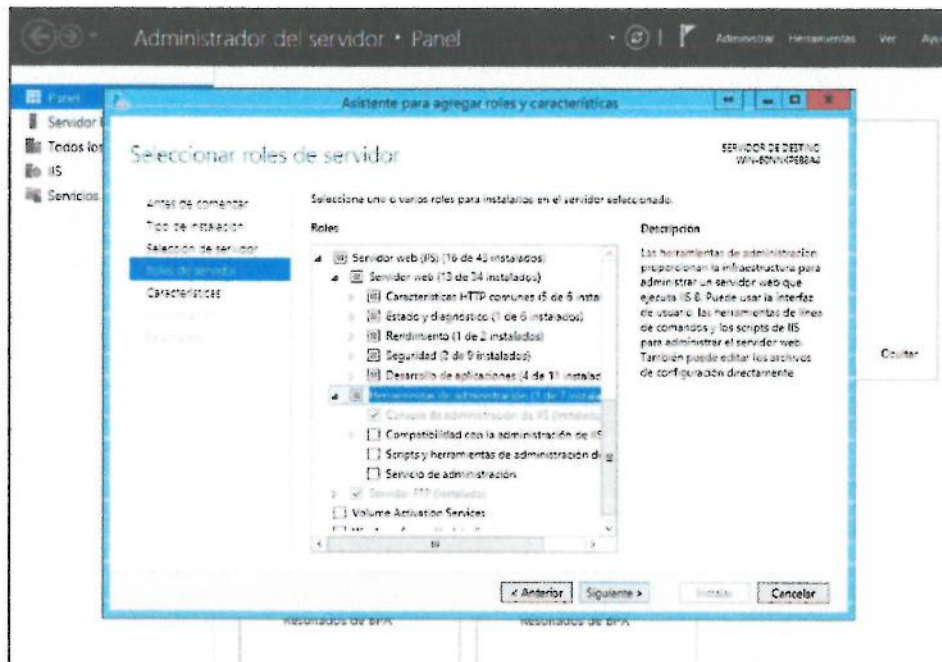 Administrador del servidor • Panel
Administrar Herramientas Ver Ayu
Panel
Servidor
Todos los
IIS
Servicios
Asistente para agregar roles y características
Seleccionar roles de servidor
SERVIDOR DE DESTINO
Antes de comenzar
Tipo de instalación
Selección de servidor
Roles de servidor
Características
Seleccione uno o varios roles para instalarlos en el servidor seleccionado.
Roles
Servidor web (IIS) (16 de 43 instalados)
Servidor web (13 de 34 instalados)
Características HTTP comunes (5 de 6 insta
Estado y diagnóstico (1 de 6 instalados)
Rendimiento (1 de 2 instalados)
Seguridad (2 de 9 instalados)
Desarrollo de aplicaciones (4 de 11 instalac
Herramientas de administración (1 de 7 instala
Consola de administración de IIS (instalado
Compatibilidad con la administración de IIS
Scripts y herramientas de administración de
Servicio de administración
Servidor FTP (instalado)
Volume Activation Services
Descripción
Las herramientas de administración
proporcionan la infraestructura para
administrar un servidor web que
ejecuta IIS 8. Puede usar la interfaz
de usuario, las herramientas de línea
de comandos y los scripts de IIS
para administrar el servidor web.
También puede editar los archivos
de configuración directamente.
Ocultar
< Anterior Siguiente > Instalar Cancelar
Resultados de BPA Resultados de BPA